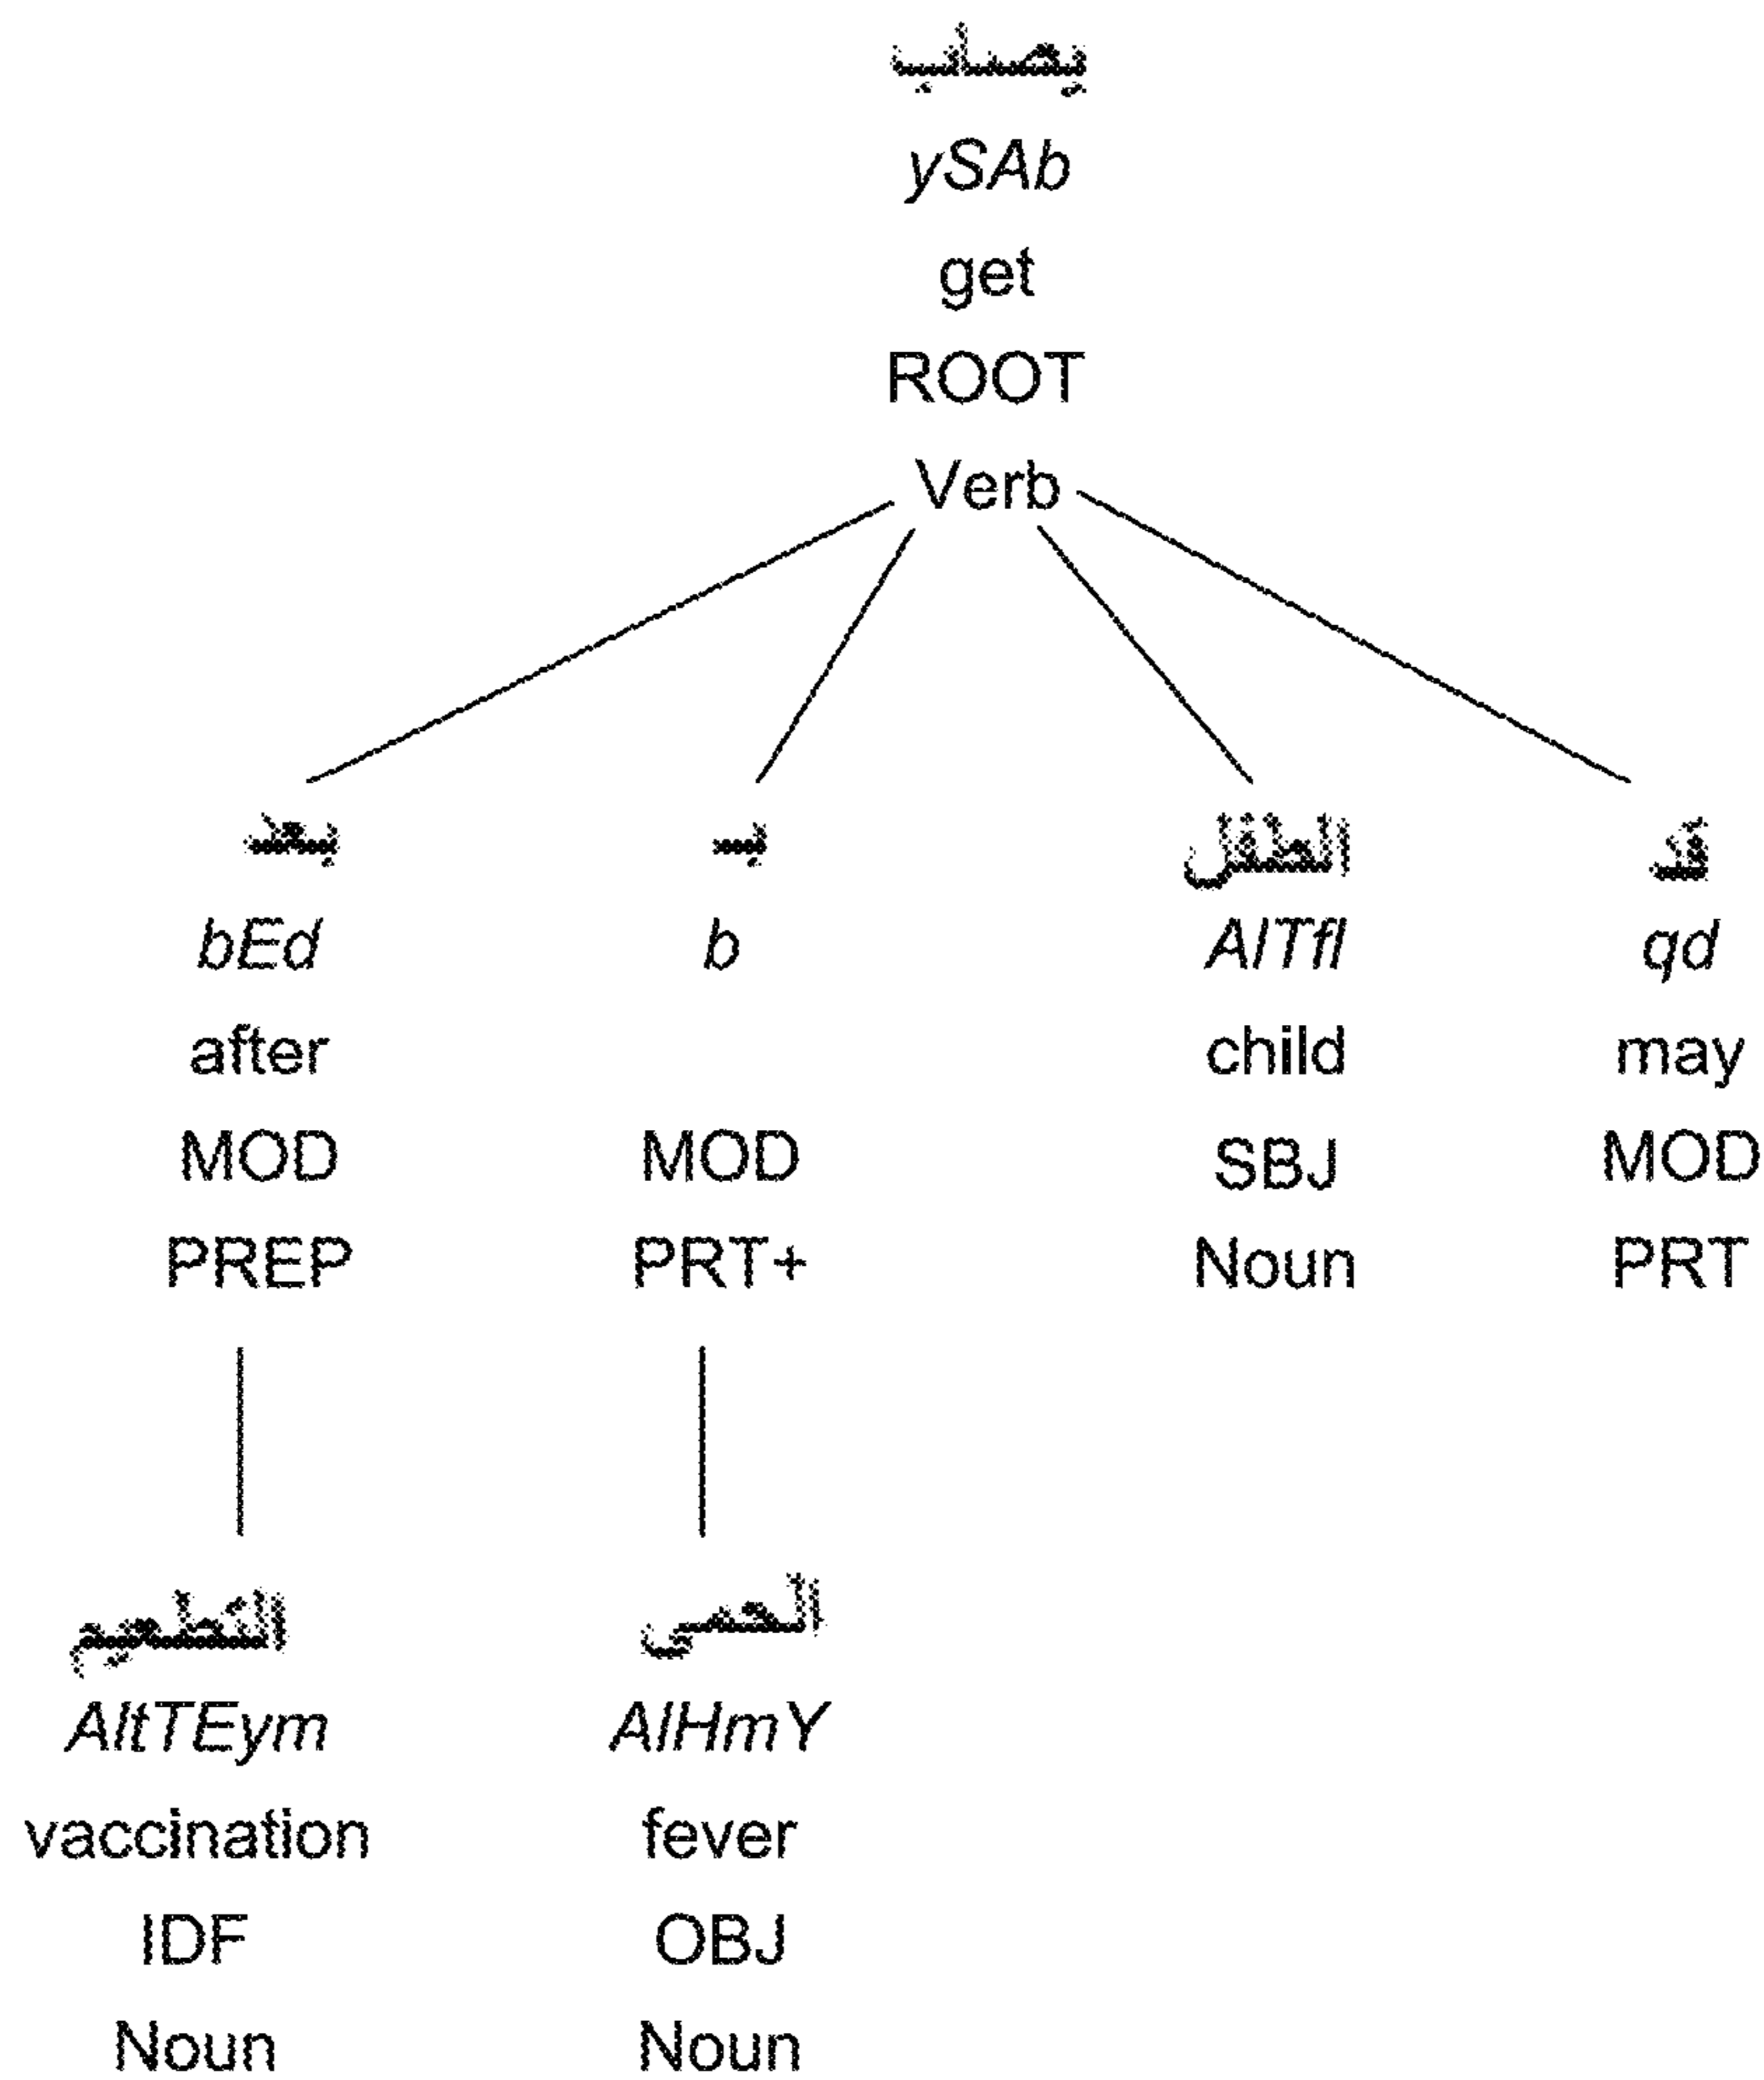 يصاب
ySAb
get
ROOT
Verb
بعد
bEd
after
MOD
PREP
بـ
b
MOD
PRT+
الطفل
AlTfl
child
SBJ
Noun
قد
qd
may
MOD
PRT
التطعيم
AltTEym
vaccination
IDF
Noun
الحمى
AlHmY
fever
OBJ
Noun